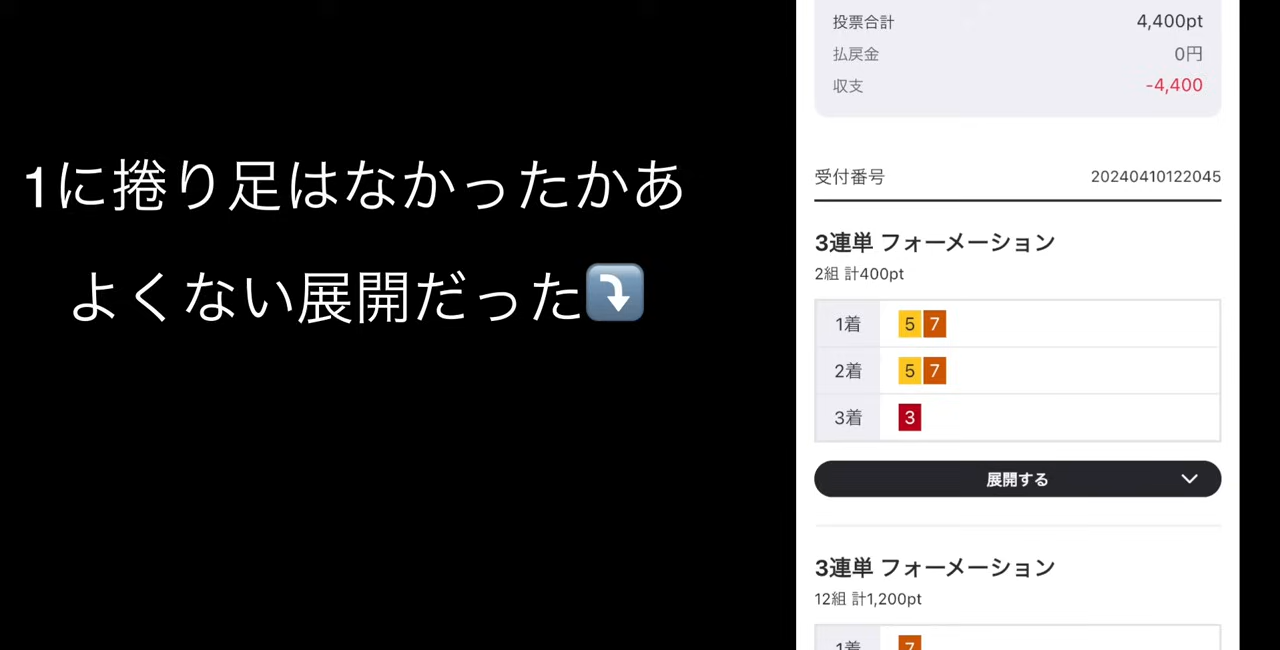 1に捲り足はなかったかあ
よくない展開だった⤵️
投票合計 4,400pt
払戻金 0円
収支 -4,400
受付番号 20240410122045
3連単 フォーメーション
2組 計400pt
1着 5 7
2着 5 7
3着 3
展開する
3連単 フォーメーション
12組 計1,200pt
1着 7